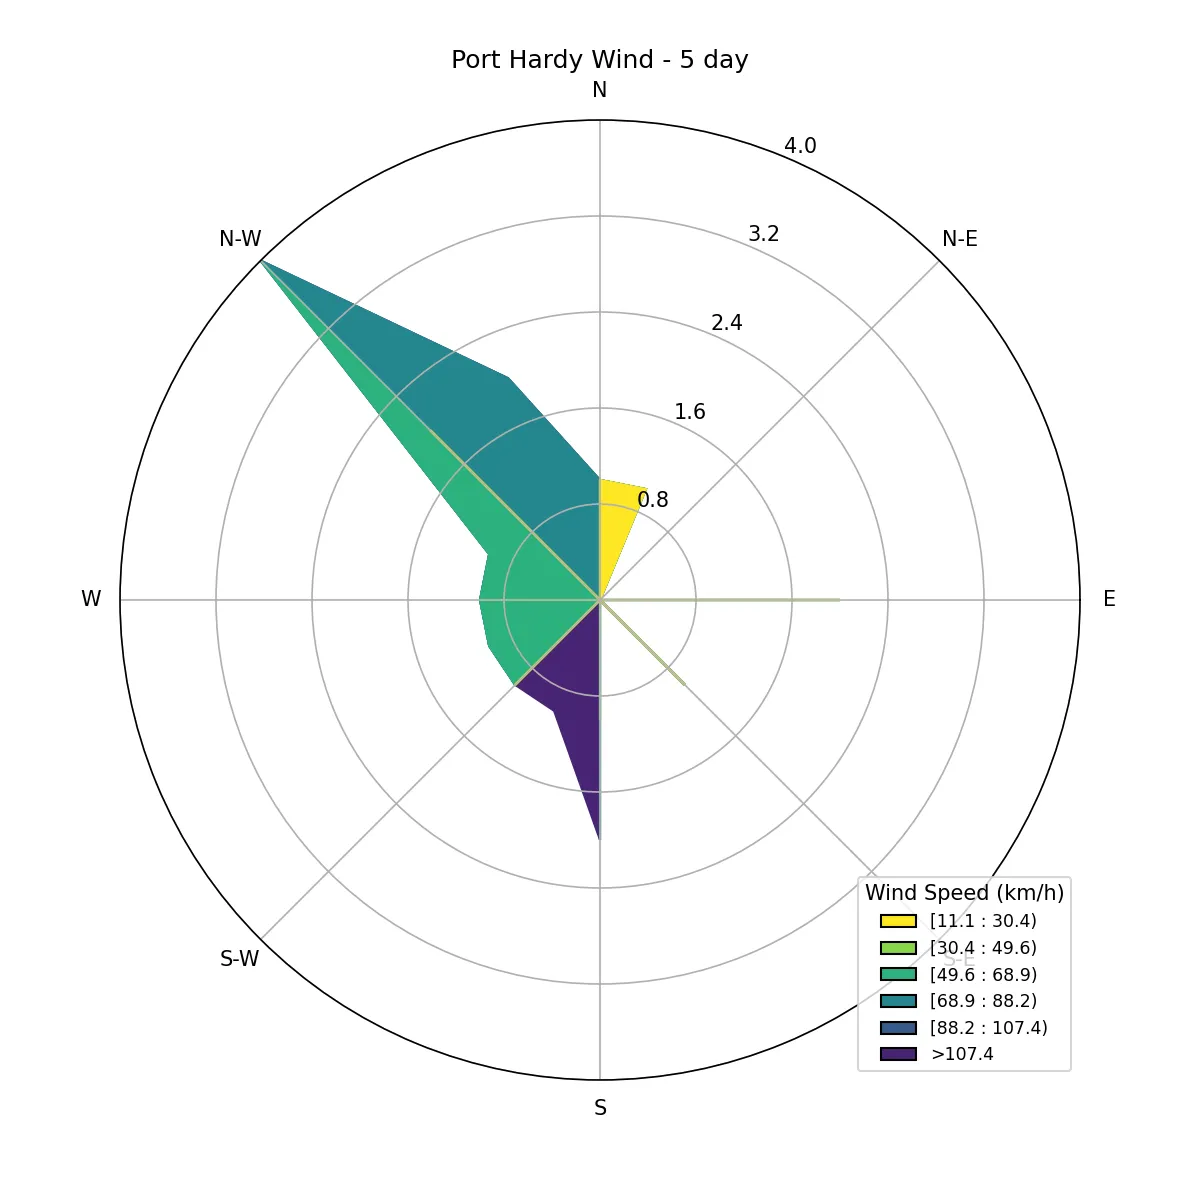 Port Hardy Wind - 5 day
N
4.0
N-W
3.2
N-E
2.4
1.6
0.8
W
E
S-W
S-E
S
Wind Speed (km/h)
[11.1 : 30.4)
[30.4 : 49.6)
[49.6 : 68.9)
[68.9 : 88.2)
[88.2 : 107.4)
>107.4